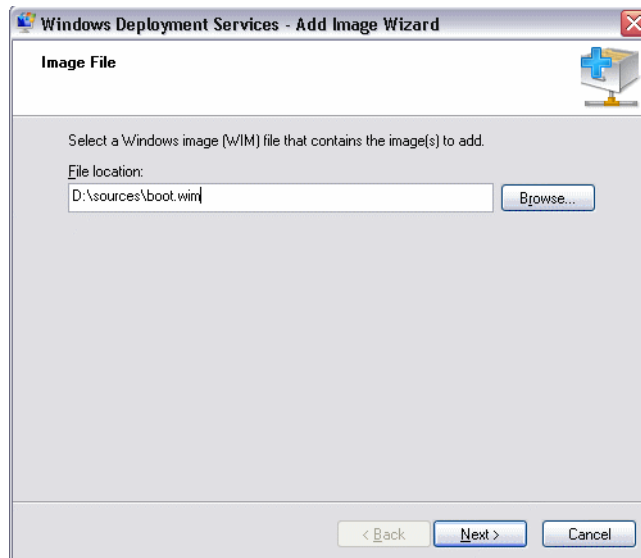 Windows Deployment Services - Add Image Wizard
Image File
Select a Windows image (WIM) file that contains the image(s) to add.
File location:
D:\sources\boot.wim
Browse...
< Back
Next >
Cancel